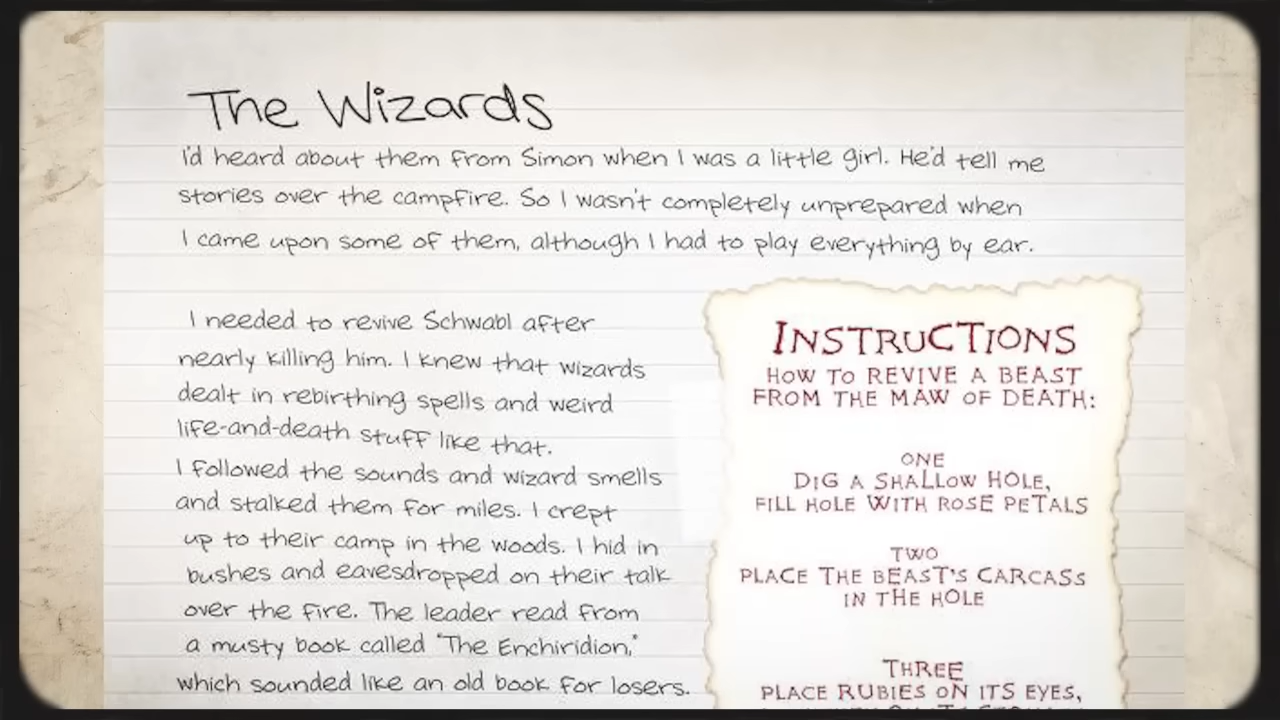 The Wizards
I'd heard about them from Simon when I was a little girl. He'd tell me
stories over the campfire. So I wasn't completely unprepared when
I came upon some of them, although I had to play everything by ear.
I needed to revive Schwabl after
nearly killing him. I knew that wizards
dealt in rebirthing spells and weird
life-and-death stuff like that.
I followed the sounds and wizard smells
and stalked them for miles. I crept
up to their camp in the woods. I hid in
bushes and eavesdropped on their talk
over the fire. The leader read from
a musty book called "The Enchiridion,"
which sounded like an old book for losers.
INSTRUCTIONS
HOW TO REVIVE A BEAST
FROM THE MAW OF DEATH:
ONE
DIG A SHALLOW HOLE,
FILL HOLE WITH ROSE PETALS
TWO
PLACE THE BEAST'S CARCASS
IN THE HOLE
THREE
PLACE RUBIES ON ITS EYES,